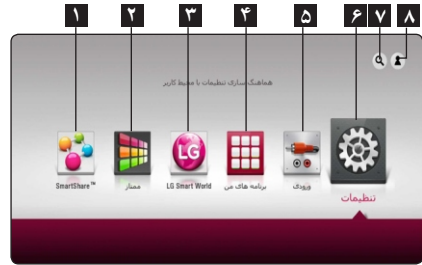 ۱ ۲ ۳ ۴ ۵ ۶ ۷ ۸
هماهنگ سازی تنظیمات با محیط کاربر
LG
SmartShare™ ممتاز LG Smart World برنامه های من ورودی
تنظیمات